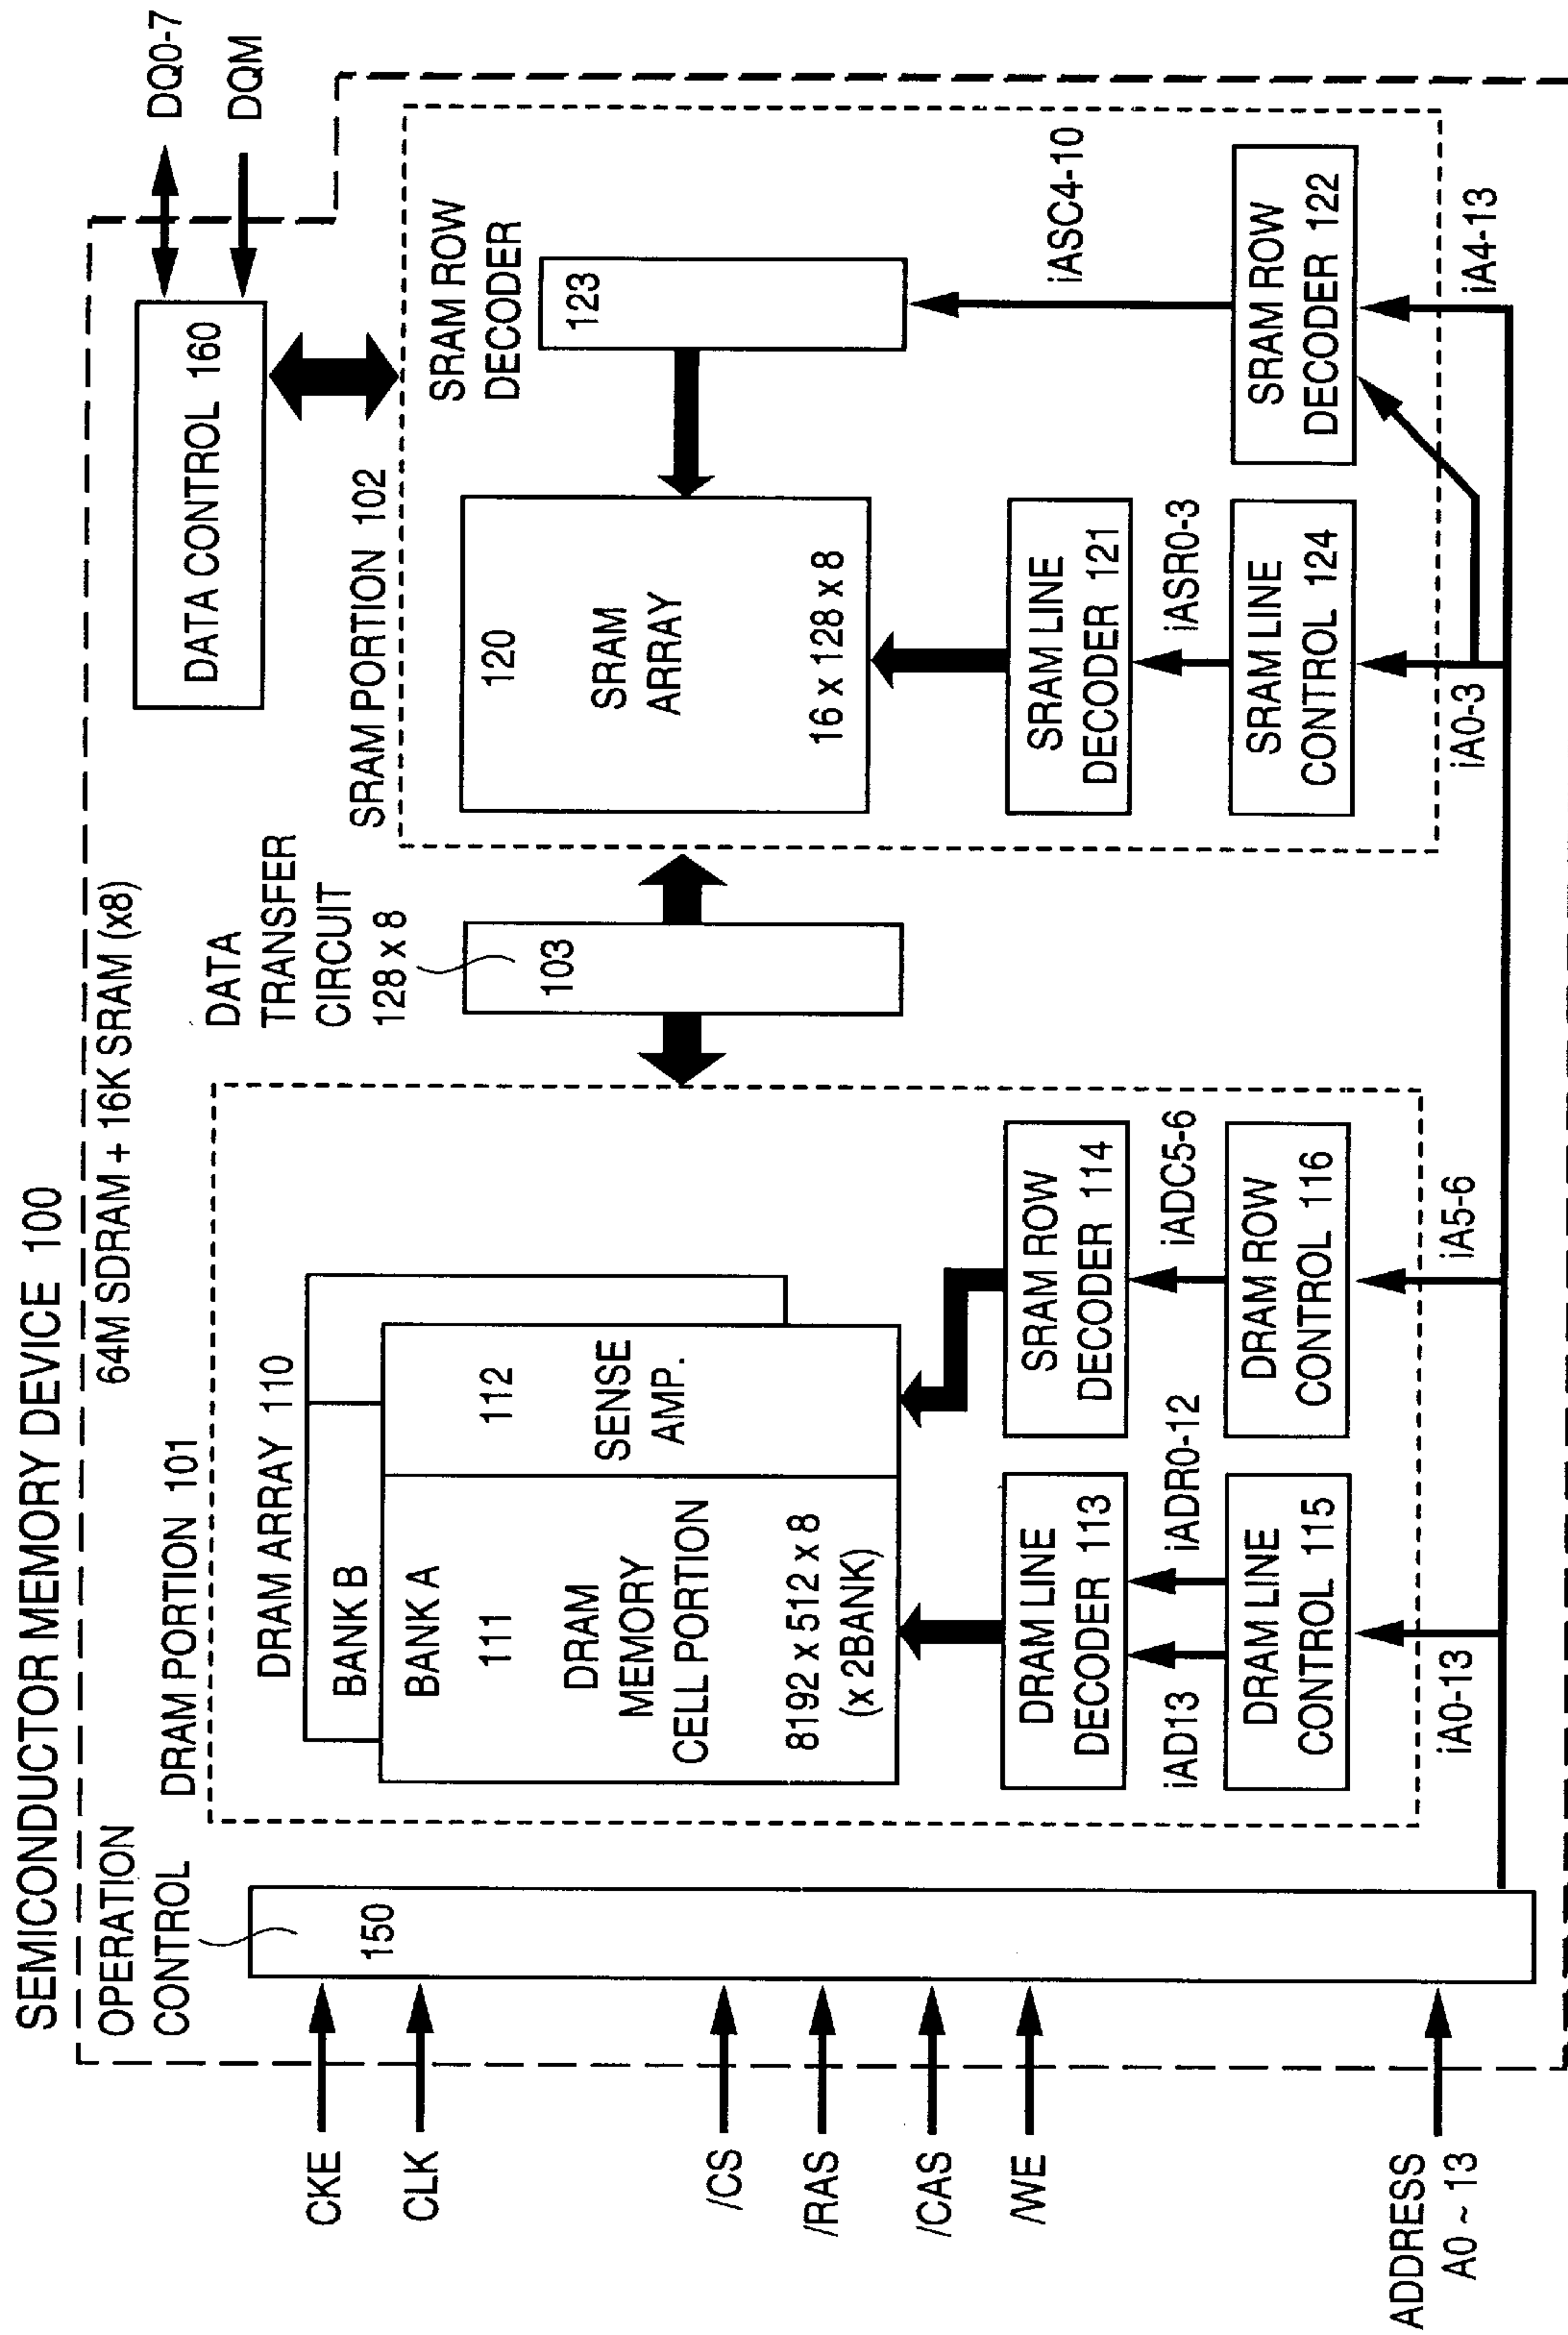 SEMICONDUCTOR MEMORY DEVICE 100
64M SDRAM + 16K SRAM (x8)
OPERATION
CONTROL
150
CKE
CLK
/CS
/RAS
/CAS
/WE
ADDRESS
A0 ~ 13
DRAM PORTION 101
DRAM ARRAY 110
BANK B
BANK A
111
DRAM
MEMORY
CELL PORTION
8192 x 512 x 8
(x 2BANK)
112
SENSE
AMP.
DRAM LINE
DECODER 113
SRAM ROW
DECODER 114
iAD13
iADR0-12
iADC5-6
DRAM LINE
CONTROL 115
DRAM ROW
CONTROL 116
iA0-13
iA5-6
DATA
TRANSFER
CIRCUIT
128 x 8
103
DATA CONTROL 160
DQ0-7
DQM
SRAM PORTION 102
120
SRAM
ARRAY
16 x 128 x 8
SRAM ROW
DECODER
123
SRAM LINE
DECODER 121
iASR0-3
iASC4-10
SRAM LINE
CONTROL 124
SRAM ROW
DECODER 122
iA0-3
iA4-13